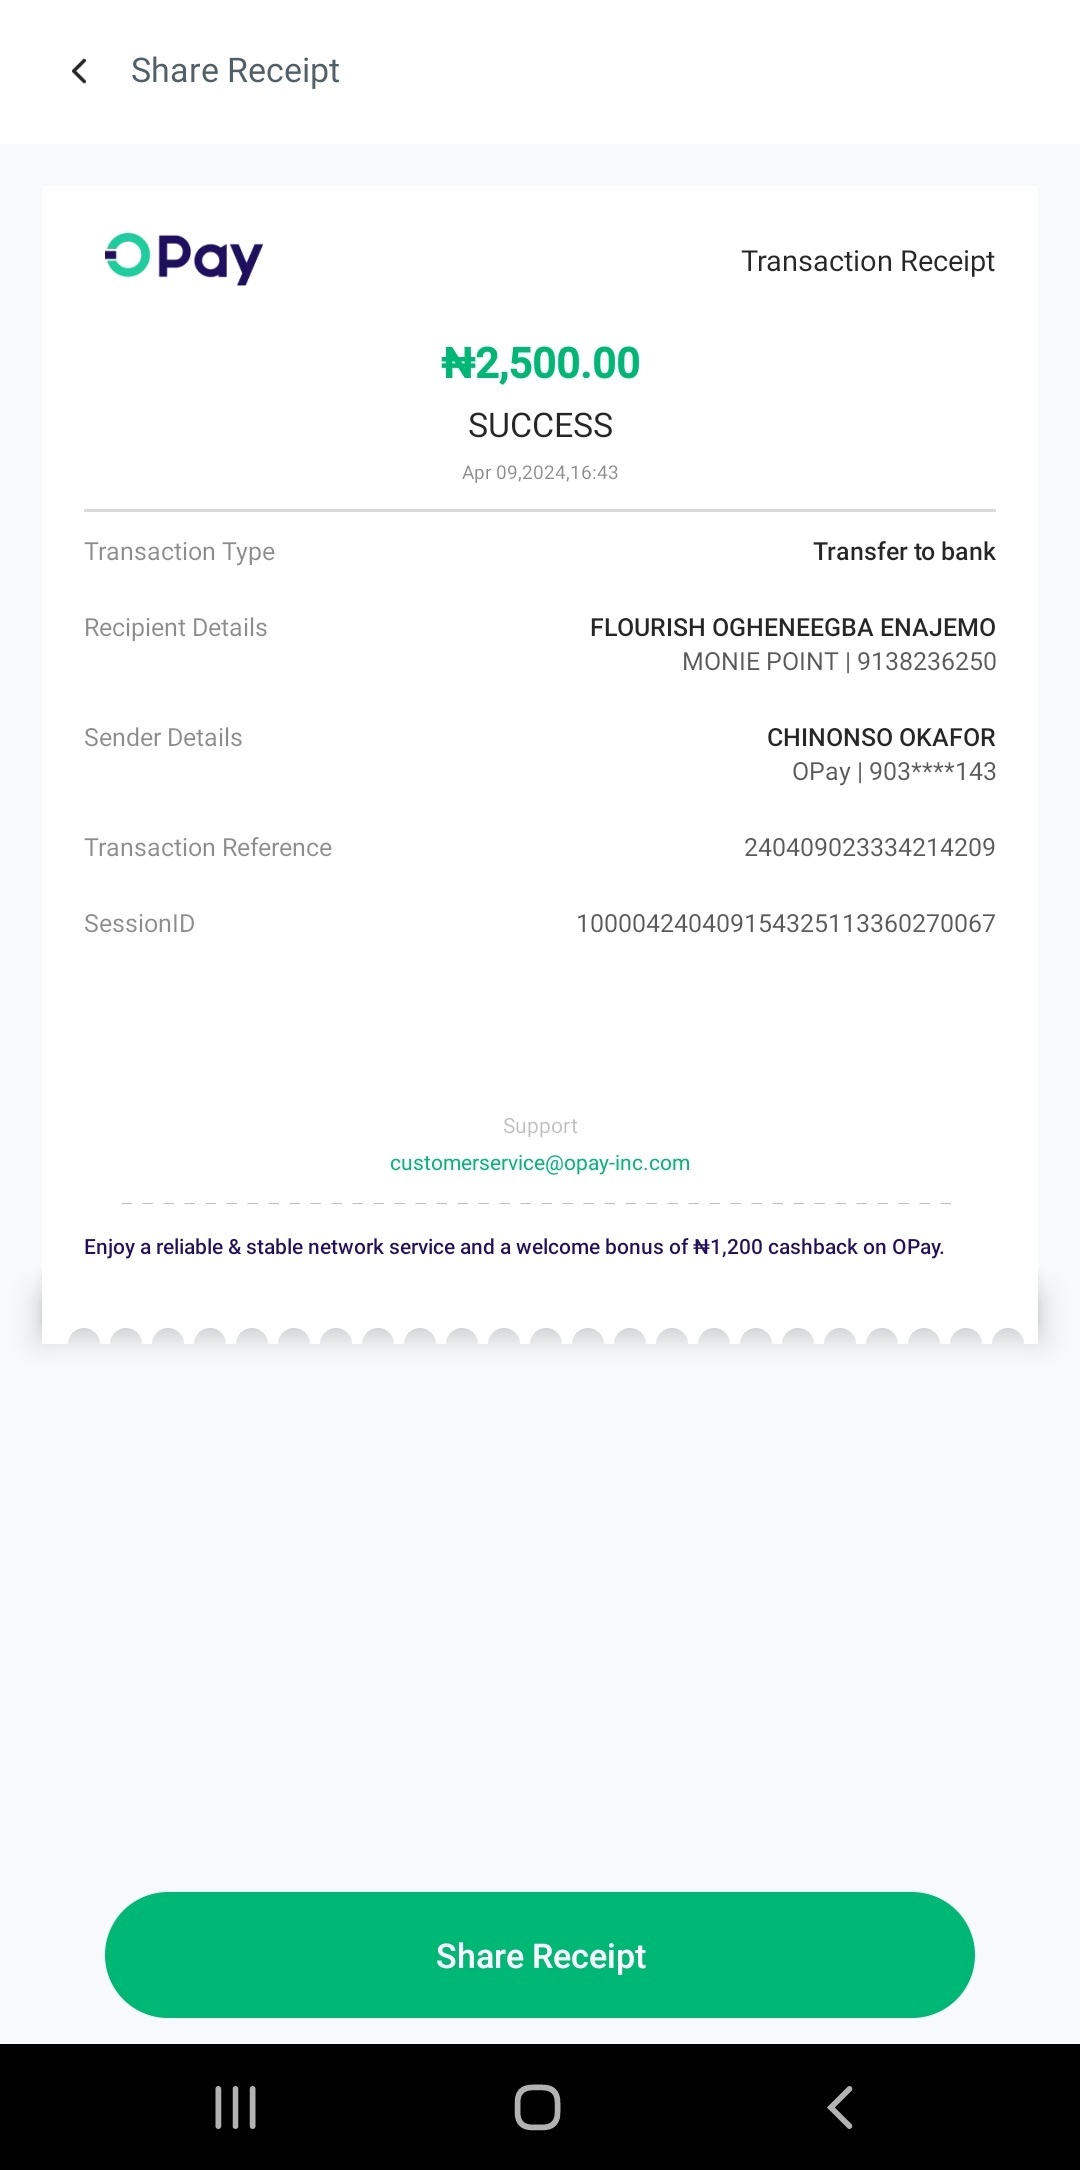 Share Receipt
OPay
Transaction Receipt
₦2,500.00
SUCCESS
Apr 09,2024,16:43
Transaction Type Transfer to bank
Recipient Details FLOURISH OGHENEEGBA ENAJEMO
MONIE POINT | 9138236250
Sender Details CHINONSO OKAFOR
OPay | 903****143
Transaction Reference 240409023334214209
SessionID 100004240409154325113360270067
Support
customerservice@opay-inc.com
Enjoy a reliable & stable network service and a welcome bonus of ₦1,200 cashback on OPay.
Share Receipt